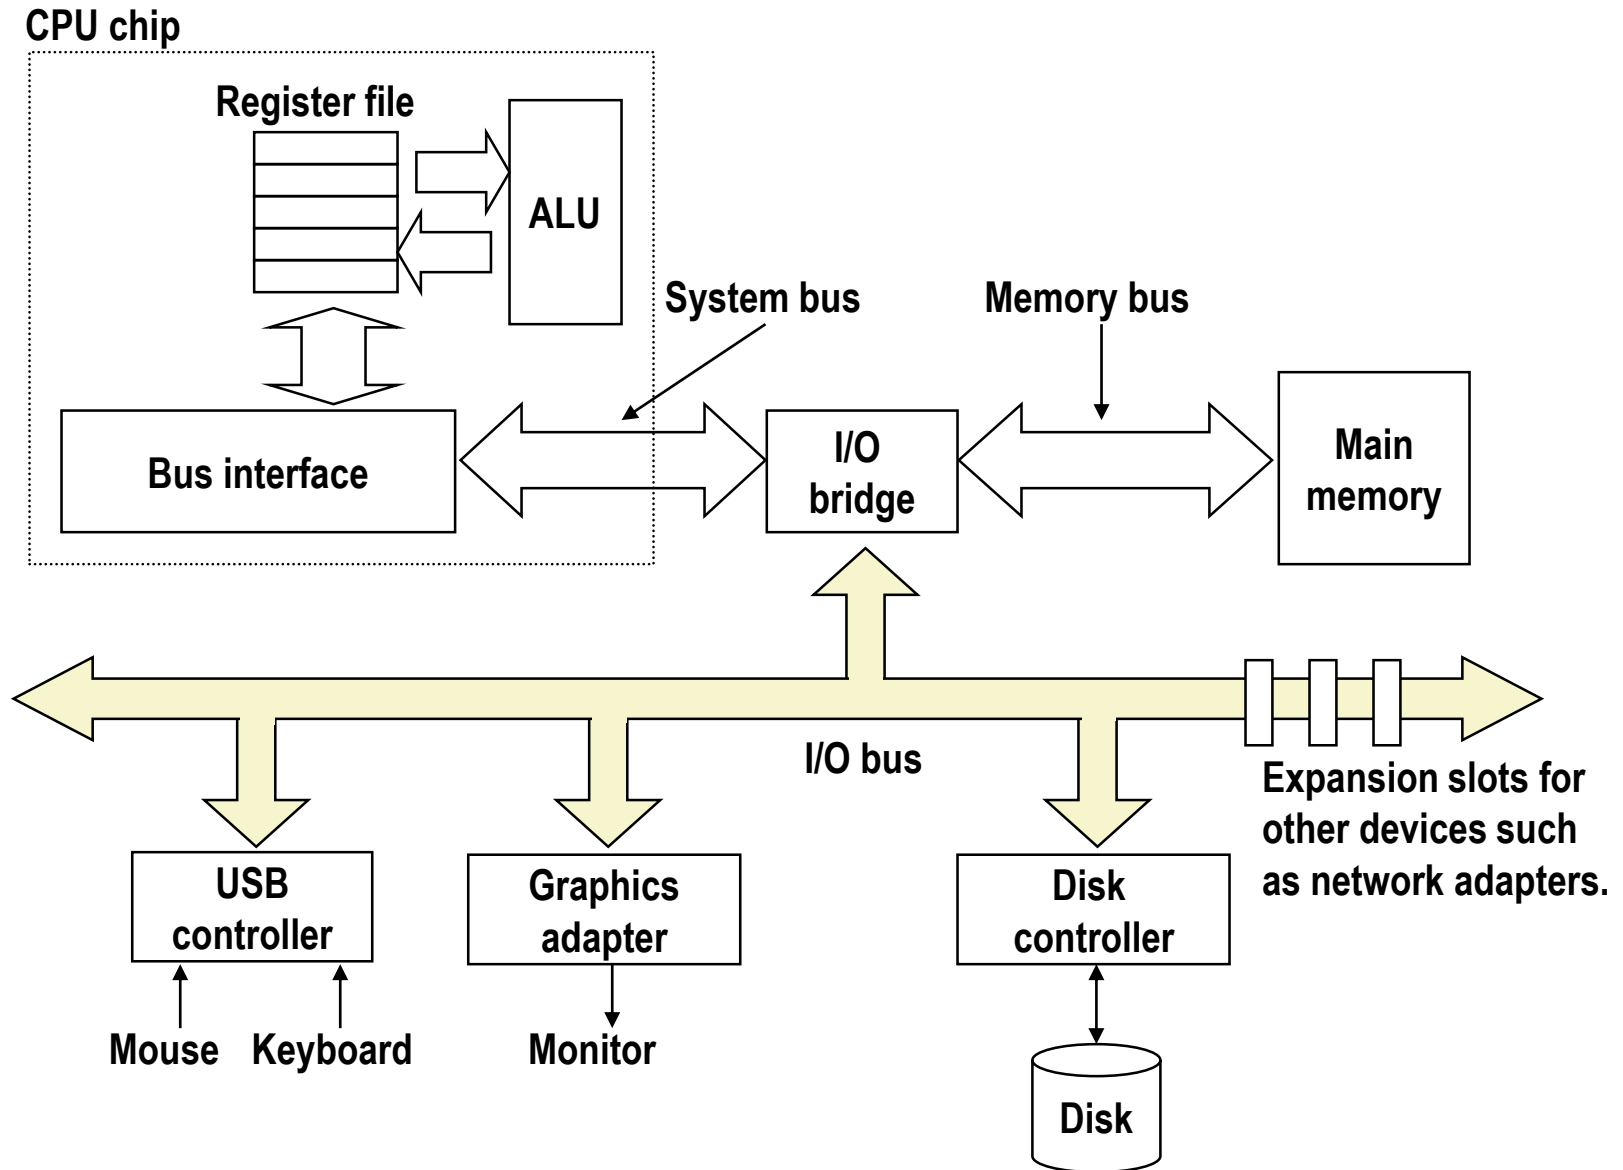 CPU chip
Register file
ALU
System bus
Memory bus
Bus interface
I/O
bridge
Main
memory
I/O bus
Expansion slots for
other devices such
as network adapters.
USB
controller
Graphics
adapter
Disk
controller
Mouse
Keyboard
Monitor
Disk